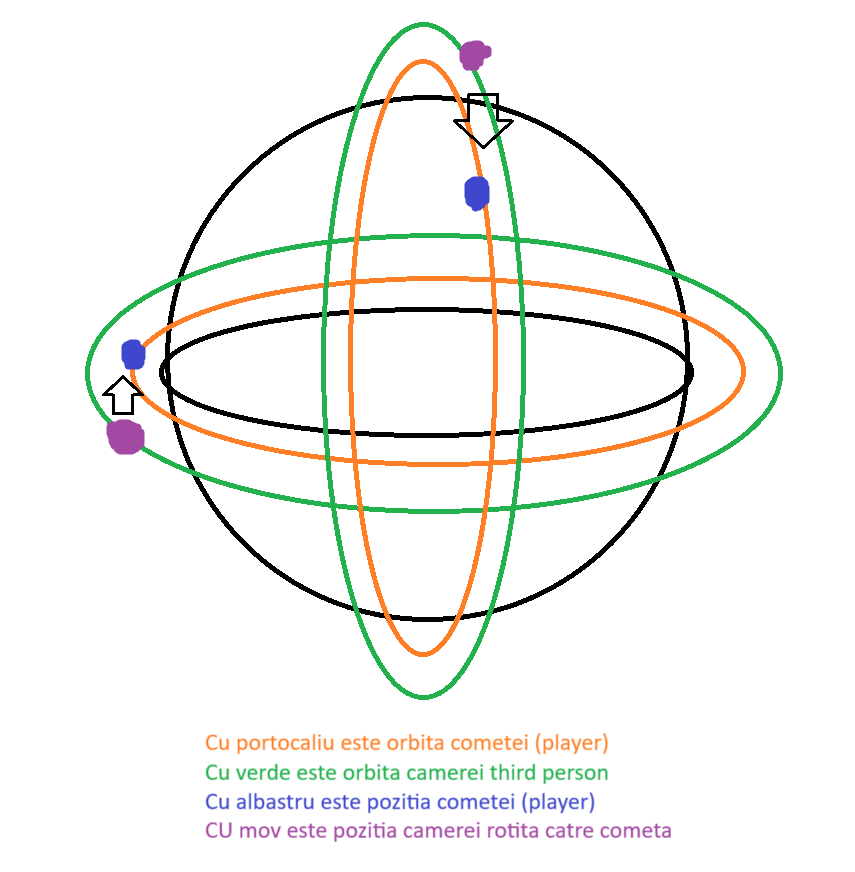 Cu portocaliu este orbita cometei (player)
Cu verde este orbita camerei third person
Cu albastru este pozitia cometei (player)
CU mov este pozitia camerei rotita catre cometa